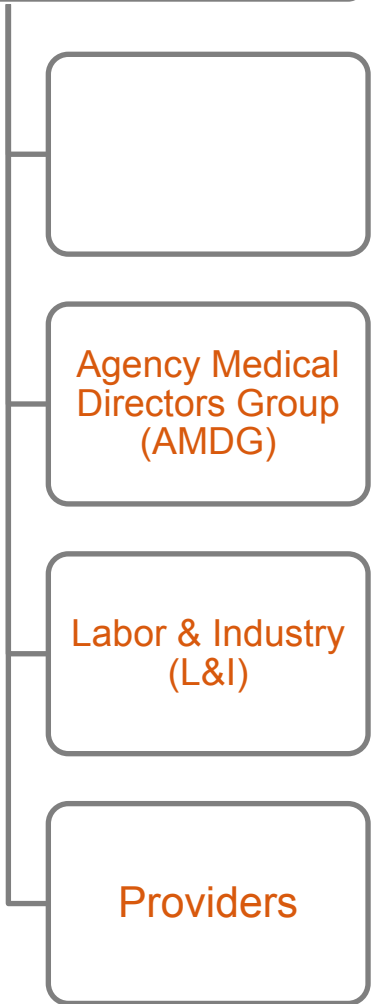 Agency Medical
Directors Group
(AMDG)
Labor & Industry
(L&I)
Providers